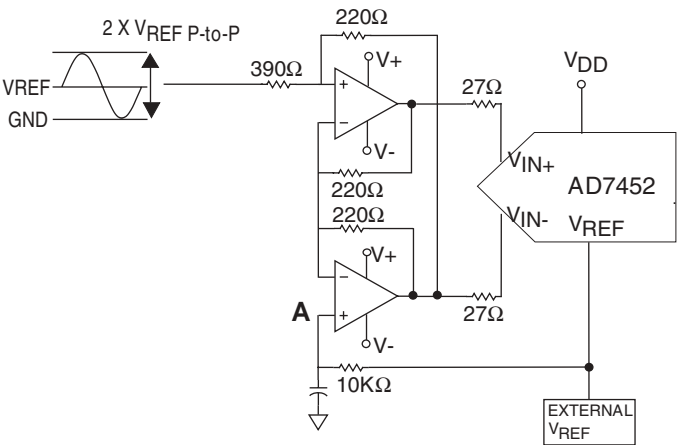 2 X VREF P-to-P
VREF
GND
390Ω
220Ω
V+
+
–
V-
220Ω
220Ω
V+
–
A
+
V-
10KΩ
27Ω
27Ω
VDD
VIN+
AD7452
VIN-
VREF
EXTERNAL
VREF